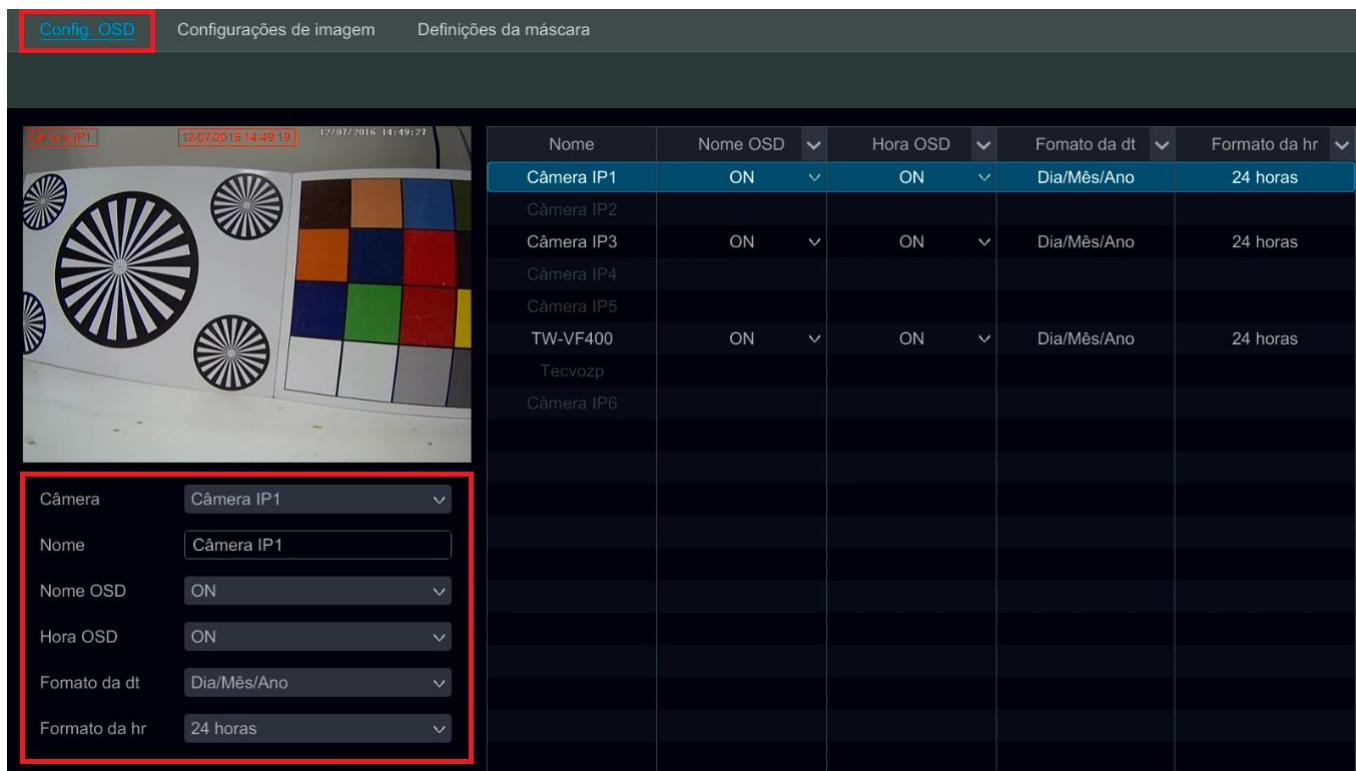 Config. OSD Configurações de imagem Definições da máscara
Câmera IP1 12/07/2016 14:49:19 12/07/2016 14:49:27
Nome Nome OSD Hora OSD Fomato da dt Formato da hr
Câmera IP1 ON ON Dia/Mês/Ano 24 horas
Câmera IP2
Câmera IP3 ON ON Dia/Mês/Ano 24 horas
Câmera IP4
Câmera IP5
TW-VF400 ON ON Dia/Mês/Ano 24 horas
Tecvozp
Câmera IP6
Câmera Câmera IP1
Nome Câmera IP1
Nome OSD ON
Hora OSD ON
Fomato da dt Dia/Mês/Ano
Formato da hr 24 horas